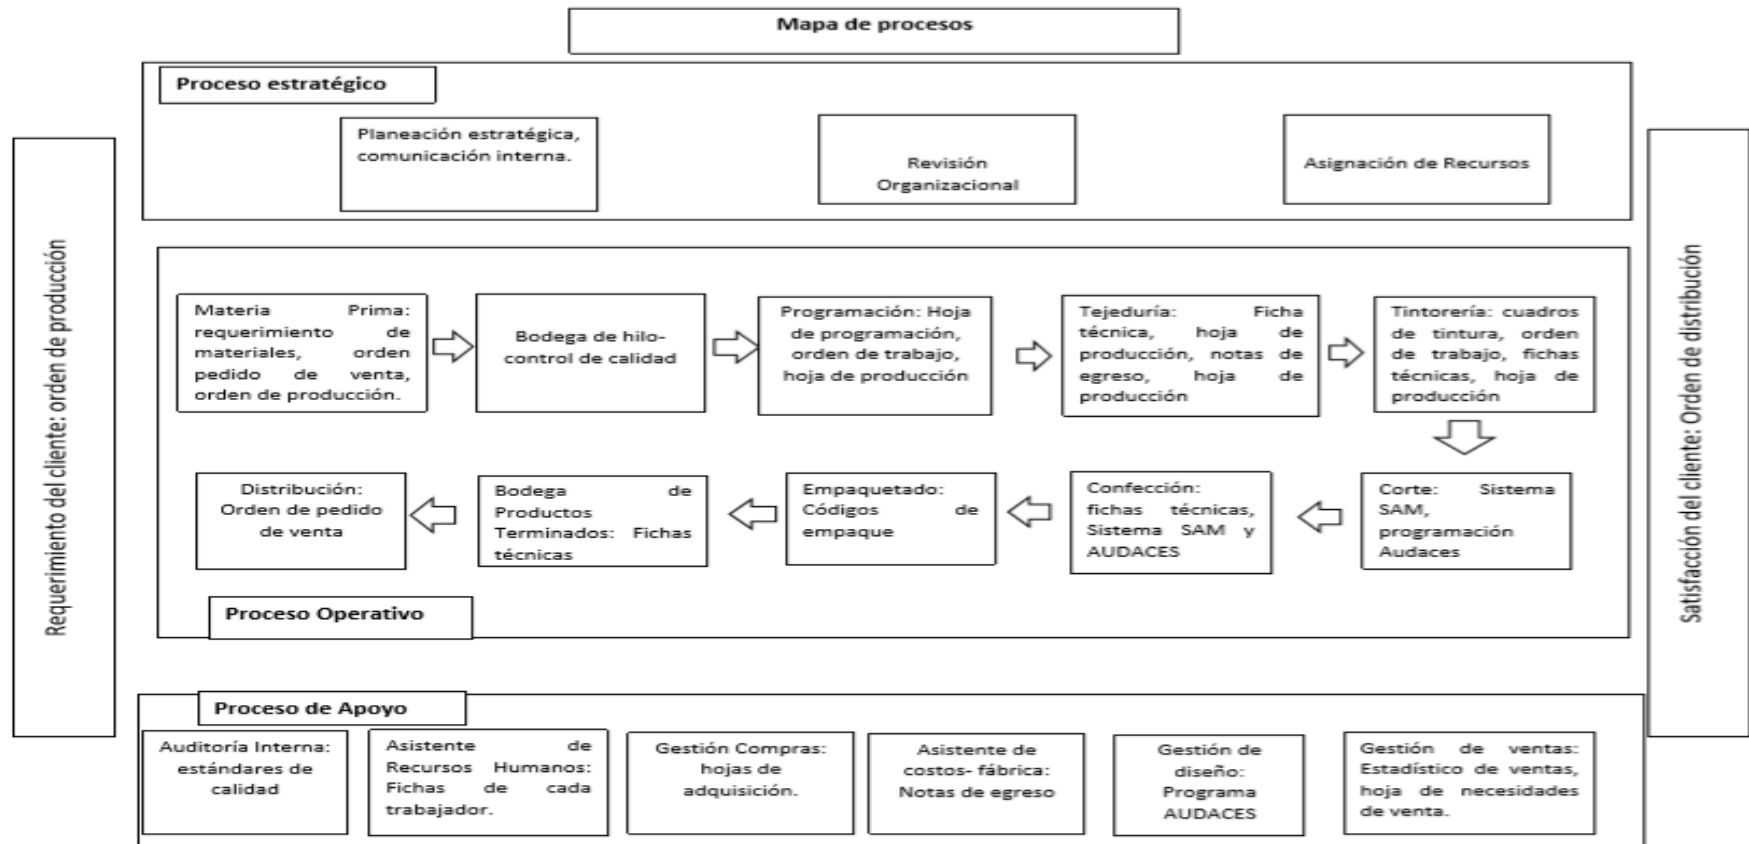 Mapa de procesos
Proceso estratégico
Planeación estratégica,
comunicación interna.
Revisión
Organizacional
Asignación de Recursos
Requerimiento del cliente: orden de producción
Satisfacción del cliente: Orden de distribución
Materia Prima:
requerimiento de
materiales, orden
pedido de venta,
orden de producción.
Bodega de hilo-
control de calidad
Programación: Hoja
de programación,
orden de trabajo,
hoja de producción
Tejeduría: Ficha
técnica, hoja de
producción, notas de
egreso, hoja de
producción
Tintorería: cuadros
de tintura, orden
de trabajo, fichas
técnicas, hoja de
producción
Distribución:
Orden de pedido
de venta
Bodega de
Productos
Terminados: Fichas
técnicas
Empaquetado:
Códigos de
empaque
Confección:
fichas técnicas,
Sistema SAM y
AUDACES
Corte: Sistema
SAM,
programación
Audaces
Proceso Operativo
Proceso de Apoyo
Auditoría Interna:
estándares de
calidad
Asistente de
Recursos Humanos:
Fichas de cada
trabajador.
Gestión Compras:
hojas de
adquisición.
Asistente de
costos- fábrica:
Notas de egreso
Gestión de
diseño:
Programa
AUDACES
Gestión de ventas:
Estadístico de ventas,
hoja de necesidades
de venta.